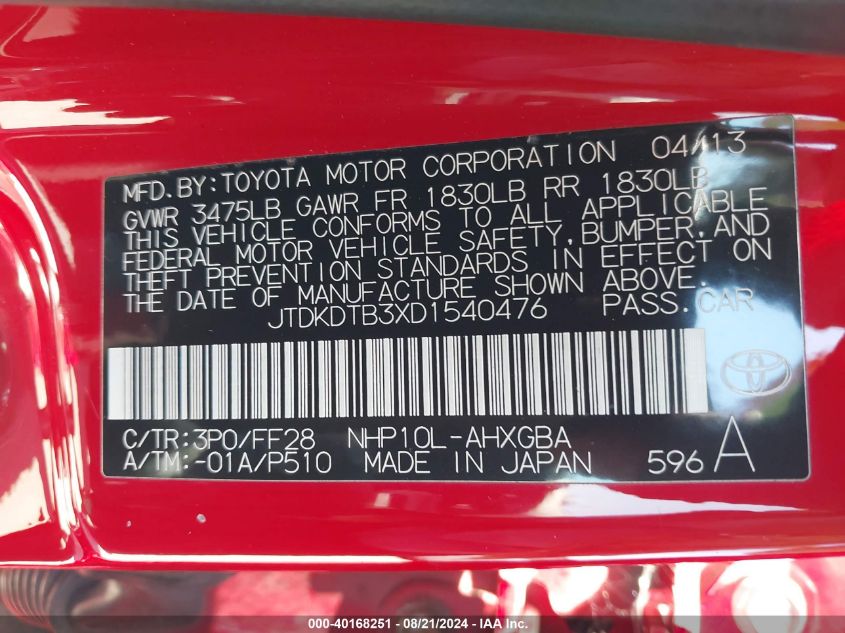 MFD. BY: TOYOTA MOTOR CORPORATION 04/13
GVWR 3475LB GAWR FR 1830LB RR 1830LB
THIS VEHICLE CONFORMS TO ALL APPLICABLE
FEDERAL MOTOR VEHICLE SAFETY, BUMPER, AND
THEFT PREVENTION STANDARDS IN EFFECT ON
THE DATE OF MANUFACTURE SHOWN ABOVE.
JTDKDTB3XD1540476 PASS. CAR
C/TR: 3P0/FF28 NHP10L-AHXGBA
A/TM: -01A/P510 MADE IN JAPAN 596 A
000-40168251 - 08/21/2024 - IAA Inc.